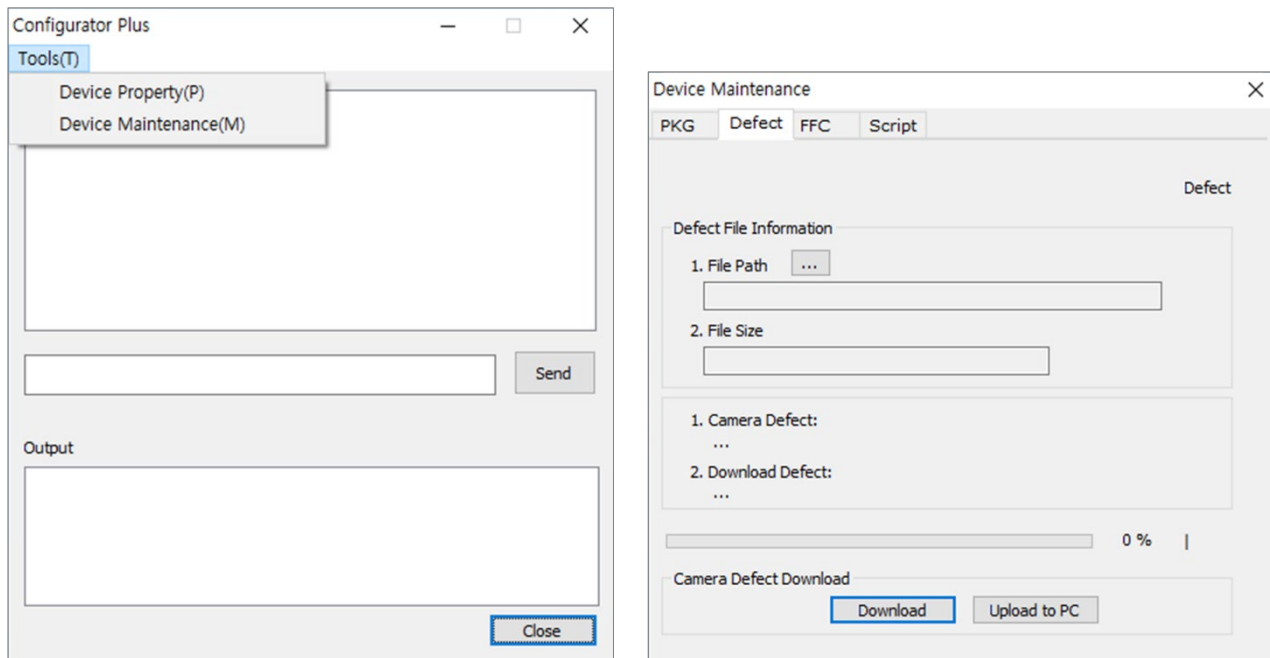 Configurator Plus
Tools(T)
Device Property(P)
Device Maintenance(M)
Send
Output
Close
Device Maintenance
PKG Defect FFC Script
Defect
Defect File Information
1. File Path ...
2. File Size
1. Camera Defect:
...
2. Download Defect:
...
0 % |
Camera Defect Download
Download Upload to PC